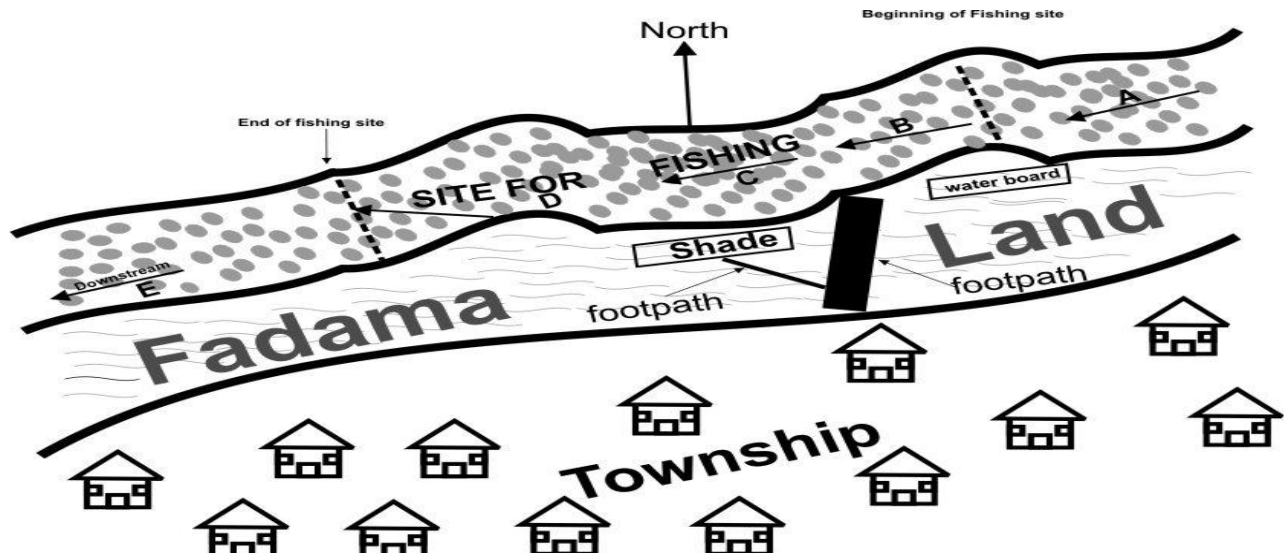 Beginning of Fishing site
North
A
End of fishing site
B
SITE FOR FISHING
C
D
water board
Shade
Land
Downstream
E
footpath
footpath
Fadama
Township